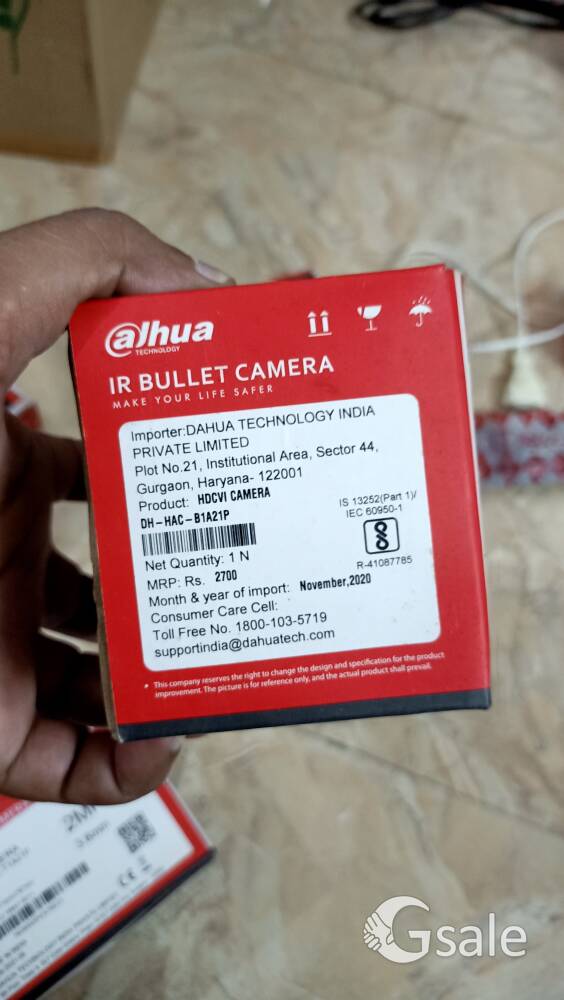 alhua
TECHNOLOGY
IR BULLET CAMERA
MAKE YOUR LIFE SAFER
Importer:DAHUA TECHNOLOGY INDIA
PRIVATE LIMITED
Plot No.21, Institutional Area, Sector 44,
Gurgaon, Haryana- 122001
Product: HDCVI CAMERA
DH-HAC-B1A21P
IS 13252(Part 1)/
IEC 60950-1
R-41087785
Net Quantity: 1 N
MRP: Rs. 2700
Month & year of import: November,2020
Consumer Care Cell:
Toll Free No. 1800-103-5719
supportindia@dahuatech.com
* This company reserves the right to change the design and specification for the product
improvement. The picture is for reference only, and the actual product shall prevail.
2MP
3.6mm
CE
Gsale